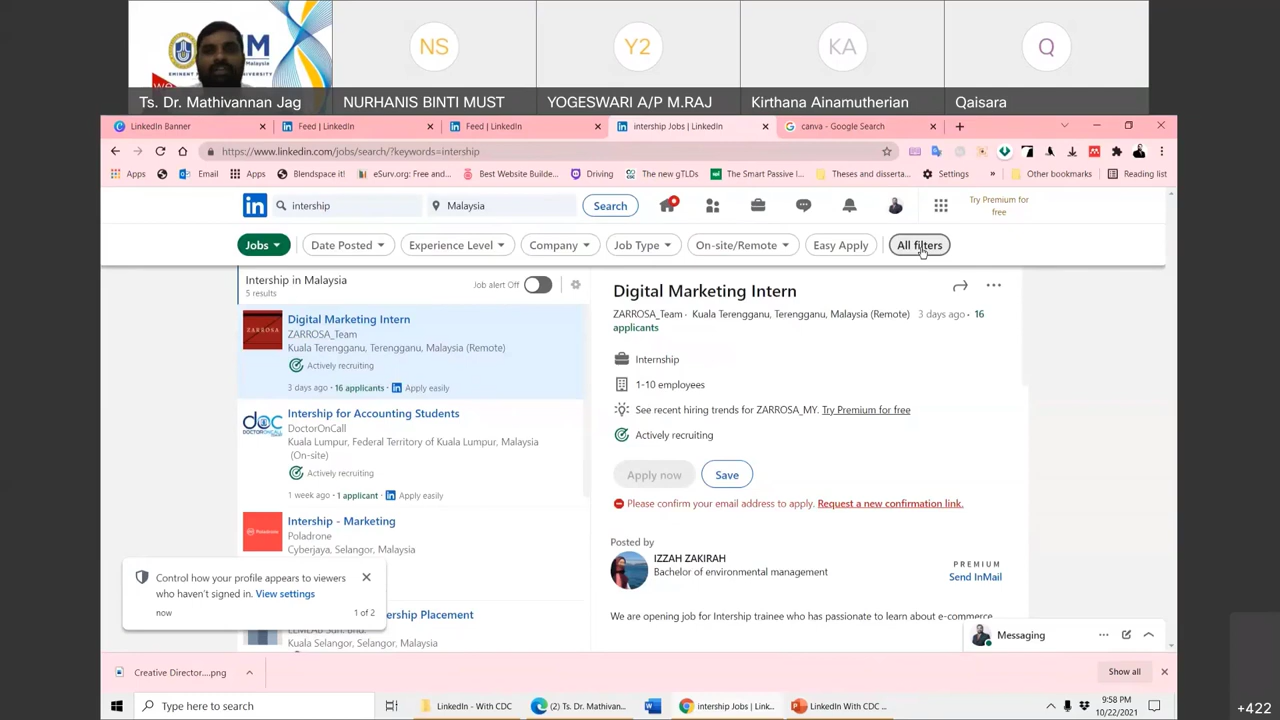 NS
Y2
KA
Q
Ts. Dr. Mathivannan Jag
NURHANIS BINTI MUST
YOGESWARI A/P M.RAJ
Kirthana Ainamutherian
Qaisara
LinkedIn Banner
Feed | LinkedIn
Feed | LinkedIn
intership Jobs | LinkedIn
canva - Google Search
https://www.linkedin.com/jobs/search/?keywords=intership
Apps
Email
Apps
Blendspace it!
eSurv.org: Free-and...
Best Website Builde...
Driving
The new gTLDs
The Smart Passive I...
Theses and disserta...
Settings
»
Other bookmarks
Reading list
intership
Malaysia
Search
Try Premium for
free
Jobs
Date Posted
Experience Level
Company
Job Type
On-site/Remote
Easy Apply
All filters
Intership in Malaysia
5 results
Job alert Off
Digital Marketing Intern
ZARROSA_Team
Kuala Terengganu, Terengganu, Malaysia (Remote)
Actively recruiting
3 days ago · 16 applicants · in Apply easily
ZARROSA
Intership for Accounting Students
DoctorOnCall
Kuala Lumpur, Federal Territory of Kuala Lumpur, Malaysia
(On-site)
Actively recruiting
1 week ago · 1 applicant · in Apply easily
doc
DOCTORONCALL
Intership - Marketing
Poladrone
Cyberjaya, Selangor, Malaysia
ership Placement
Kuala Selangor, Selangor, Malaysia
Control how your profile appears to viewers
who haven't signed in. View settings
now
1 of 2
Digital Marketing Intern
ZARROSA_Team · Kuala Terengganu, Terengganu, Malaysia (Remote) 3 days ago · 16
applicants
Internship
1-10 employees
See recent hiring trends for ZARROSA_MY. Try Premium for free
Actively recruiting
Apply now
Save
Please confirm your email address to apply. Request a new confirmation link.
Posted by
IZZAH ZAKIRAH
Bachelor of environmental management
PREMIUM
Send InMail
We are opening job for Intership trainee who has passionate to learn about e-commerce
Messaging
Creative Director....png
Show all
Type here to search
LinkedIn - With CDC
(2) Ts. Dr. Mathivan...
intership Jobs | Link...
LinkedIn With CDC ...
9:58 PM
10/22/2021
+422